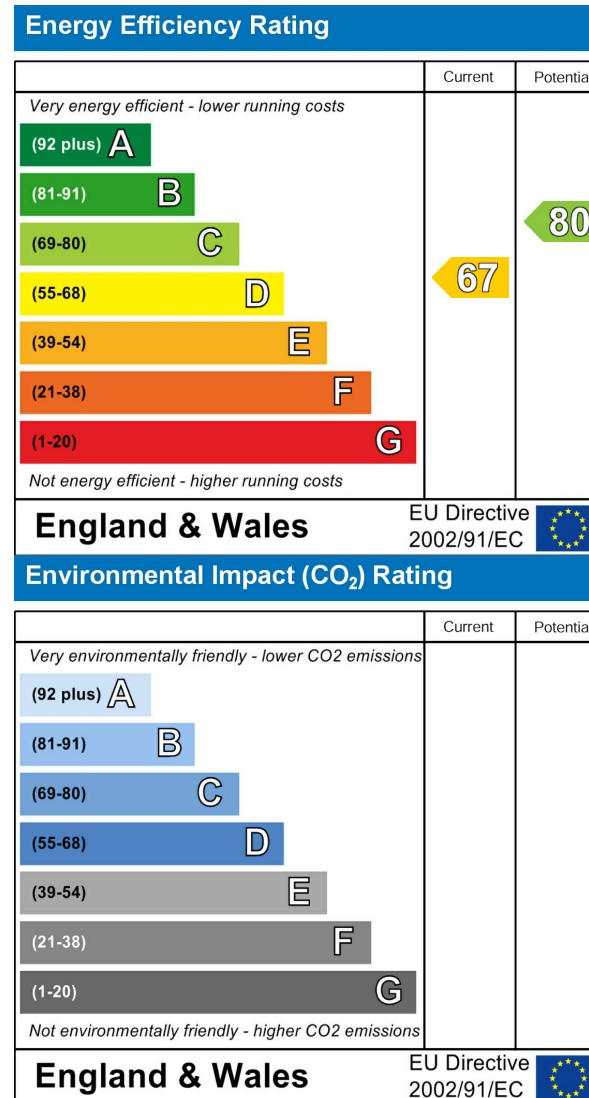 Energy Efficiency Rating
Current Potentia
Very energy efficient - lower running costs
(92 plus) A
(81-91) B
(69-80) C
(55-68) D
(39-54) E
(21-38) F
(1-20) G
67
80
Not energy efficient - higher running costs
England & Wales
EU Directive
2002/91/EC
Environmental Impact (CO₂) Rating
Current Potentia
Very environmentally friendly - lower CO2 emissions
(92 plus) A
(81-91) B
(69-80) C
(55-68) D
(39-54) E
(21-38) F
(1-20) G
Not environmentally friendly - higher CO2 emissions
England & Wales
EU Directive
2002/91/EC